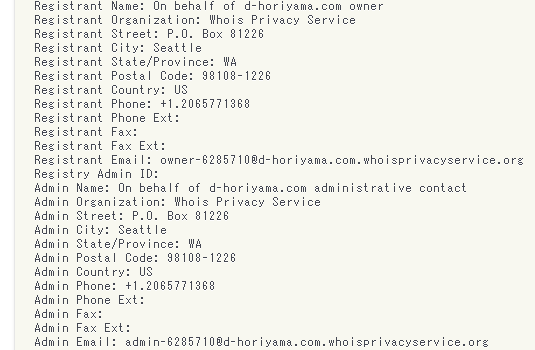 Registrant Name: On behalf of d-horiyama.com owner
Registrant Organization: Whois Privacy Service
Registrant Street: P.O. Box 81226
Registrant City: Seattle
Registrant State/Province: WA
Registrant Postal Code: 98108-1226
Registrant Country: US
Registrant Phone: +1.2065771368
Registrant Phone Ext:
Registrant Fax:
Registrant Fax Ext:
Registrant Email: owner-6285710@d-horiyama.com.whoisprivacyservice.org
Registry Admin ID:
Admin Name: On behalf of d-horiyama.com administrative contact
Admin Organization: Whois Privacy Service
Admin Street: P.O. Box 81226
Admin City: Seattle
Admin State/Province: WA
Admin Postal Code: 98108-1226
Admin Country: US
Admin Phone: +1.2065771368
Admin Phone Ext:
Admin Fax:
Admin Fax Ext:
Admin Email: admin-6285710@d-horiyama.com.whoisprivacyservice.org